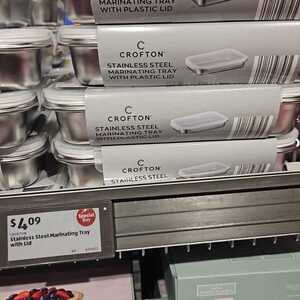 MARINATING TRAY
WITH PLASTIC LID
C
CROFTON
STAINLESS STEEL
MARINATING TRAY
WITH PLASTIC LID
C
CROFTON
STAINLESS STEEL
MARINATING TRAY
WITH PLASTIC LID
C
CROFTON
STAINLESS STEEL
$4.09
Special
Buy
Stainless Steel Marinating Tray
with Lid